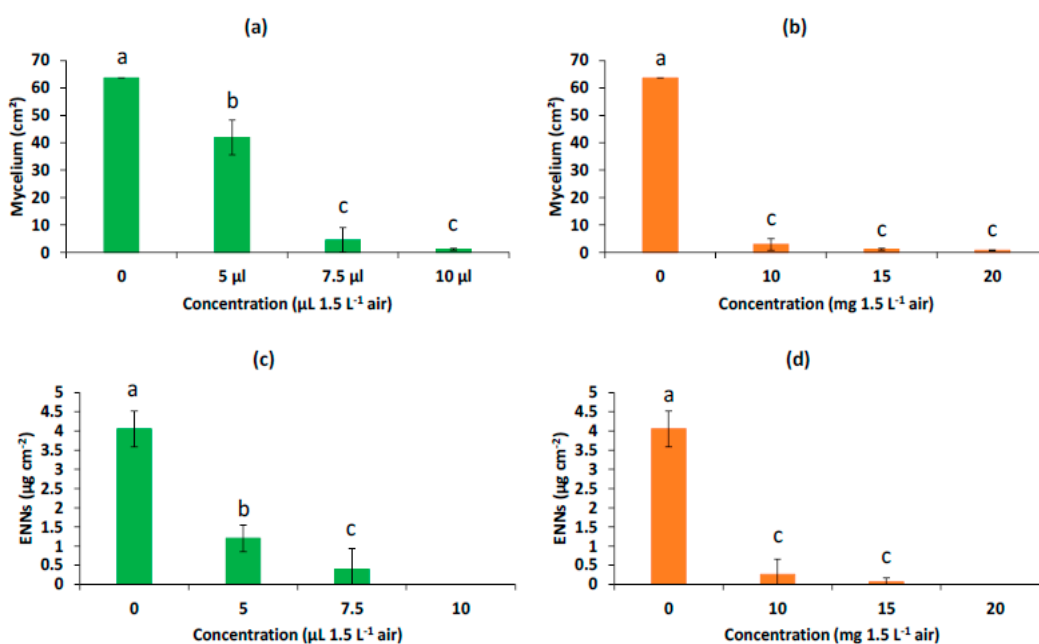 (a)
Mycelium (cm²)
70
60
50
40
30
20
10
0
a
b
c
c
0 5 µl 7.5 µl 10 µl
Concentration (µL 1.5 L⁻¹ air)
(b)
Mycelium (cm²)
70
60
50
40
30
20
10
0
a
c
c
c
0 10 15 20
Concentration (mg 1.5 L⁻¹ air)
(c)
ENNs (µg cm⁻²)
5
4.5
4
3.5
3
2.5
2
1.5
1
0.5
0
a
b
c
0 5 7.5 10
Concentration (µL 1.5 L⁻¹ air)
(d)
ENNs (µg cm⁻²)
5
4.5
4
3.5
3
2.5
2
1.5
1
0.5
0
a
c
c
0 10 15 20
Concentration (mg 1.5 L⁻¹ air)